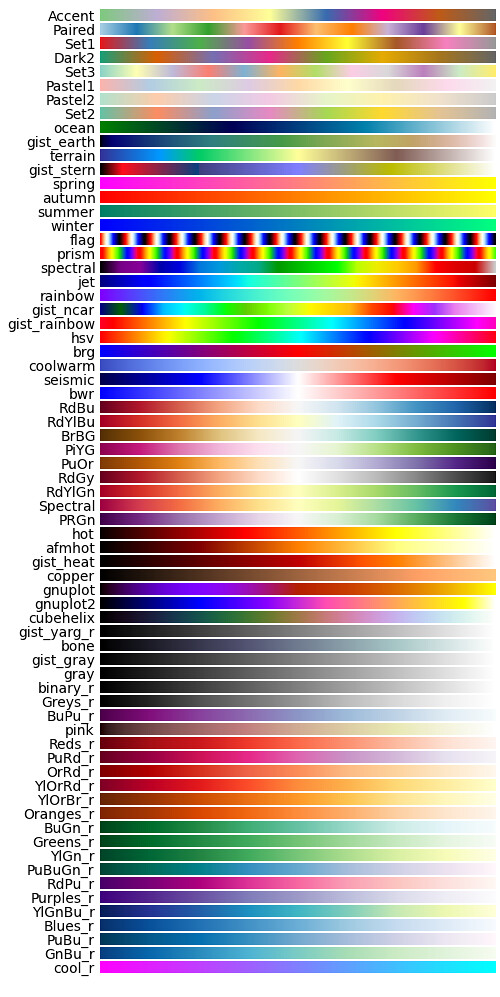 Accent
Paired
Set1
Dark2
Set3
Pastel1
Pastel2
Set2
ocean
gist_earth
terrain
gist_stern
spring
autumn
summer
winter
flag
prism
spectral
jet
rainbow
gist_ncar
gist_rainbow
hsv
brg
coolwarm
seismic
bwr
RdBu
RdYlBu
BrBG
PiYG
PuOr
RdGy
RdYlGn
Spectral
PRGn
hot
afmhot
gist_heat
copper
gnuplot
gnuplot2
cubehelix
gist_yarg_r
bone
gist_gray
gray
binary_r
Greys_r
BuPu_r
pink
Reds_r
PuRd_r
OrRd_r
YlOrRd_r
YlOrBr_r
Oranges_r
BuGn_r
Greens_r
YlGn_r
PuBuGn_r
RdPu_r
Purples_r
YlGnBu_r
Blues_r
PuBu_r
GnBu_r
cool_r